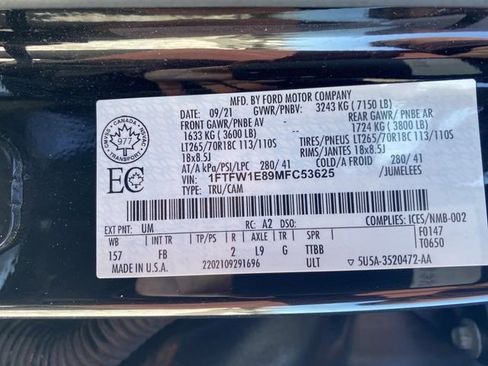 MFD. BY FORD MOTOR COMPANY
09/21 GVWR/PNBV: 3243 KG ( 7150 LB)
FRONT GAWR/PNBE AV REAR GAWR/PNBE AR
1633 KG ( 3600 LB) 1724 KG ( 3800 LB)
LT265/70R18C 113/110S TIRES/PNEUS LT265/70R18C 113/110S
18x8.5J RIMS/JANTES 18x8.5J
AT/A kPa/PSI/LPC 280/ 41 COLD/A FROID 280/ 41
VIN: 1FTFW1E89MFC53625 /JUMELEES
TYPE: TRU/CAM
CANADA
977
TRANSPORT
EC
EXT PNT: UM RC: A2 DSO: COMPLIES: ICES/NMB-002
WB INT TR TP/PS R AXLE TR SPR F0147
157 FB 2 L9 G TTBB T0650
MADE IN U.S.A. 2202109291696 ULT 5U5A-3520472-AA